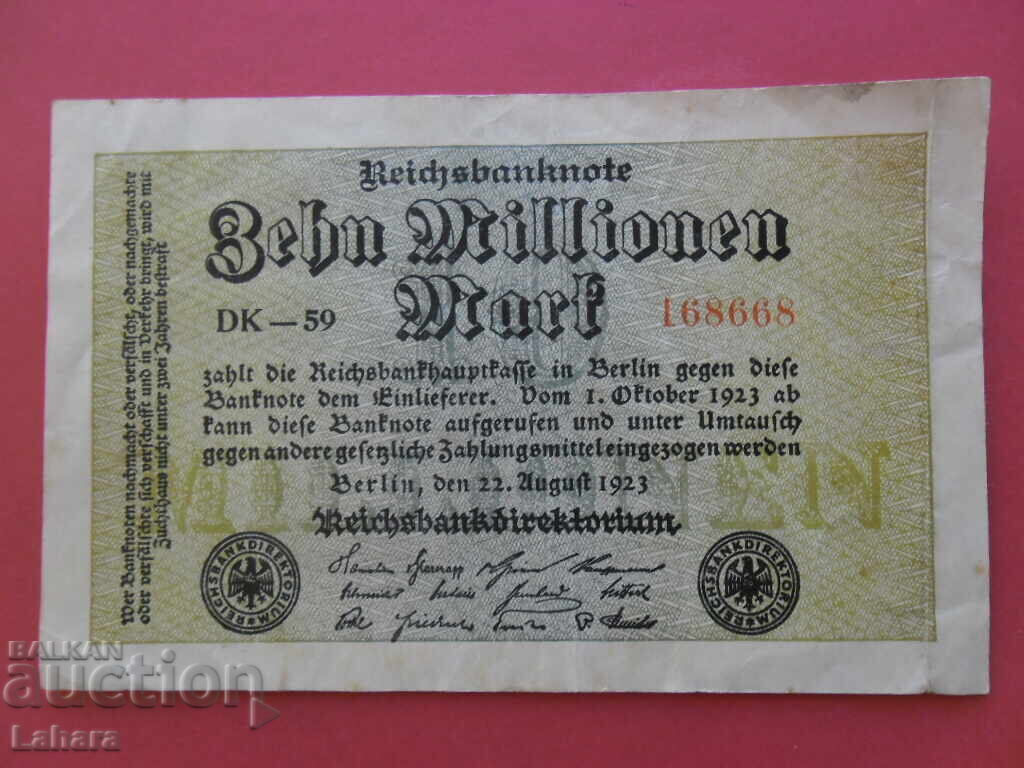 Reichsbanknote
Zehn Millionen
Mark
DK — 59
168668
zahlt die Reichsbankhauptkasse in Berlin gegen diese
Banknote dem Einlieferer. Vom 1. Oktober 1923 ab
kann diese Banknote aufgerufen und unter Umtausch
gegen andere gesetzliche Zahlungsmittel eingezogen werden
Berlin, den 22. August 1923
Reichsbankdirektorium
REICHSBANKDIREKTORIUM
REICHSBANKDIREKTORIUM
Wer Banknoten nachmacht oder verfälscht, oder nachgemachte
oder verfälschte sich verschafft und in Verkehr bringt, wird mit
Zuchthaus nicht unter zwei Jahren bestraft
BALKAN
auction
Lahara